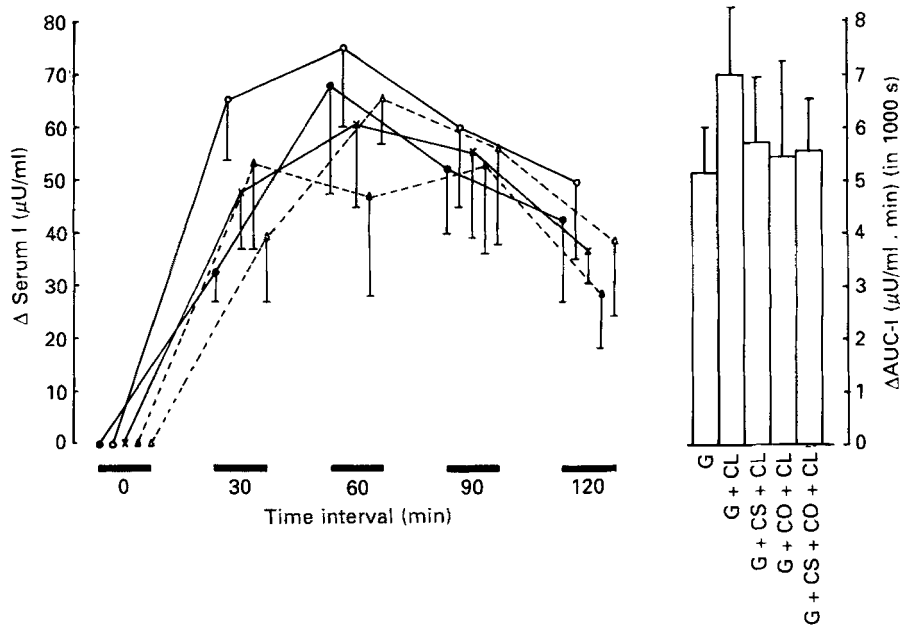 Δ Serum I (μU/ml)
80
70
60
50
40
30
20
10
0
0 30 60 90 120
Time interval (min)
8
7
6
5
4
3
2
1
0
ΔAUC-I (μU/ml . min) (in 1000 s)
G
G + CL
G + CS + CL
G + CO + CL
G + CS + CO + CL